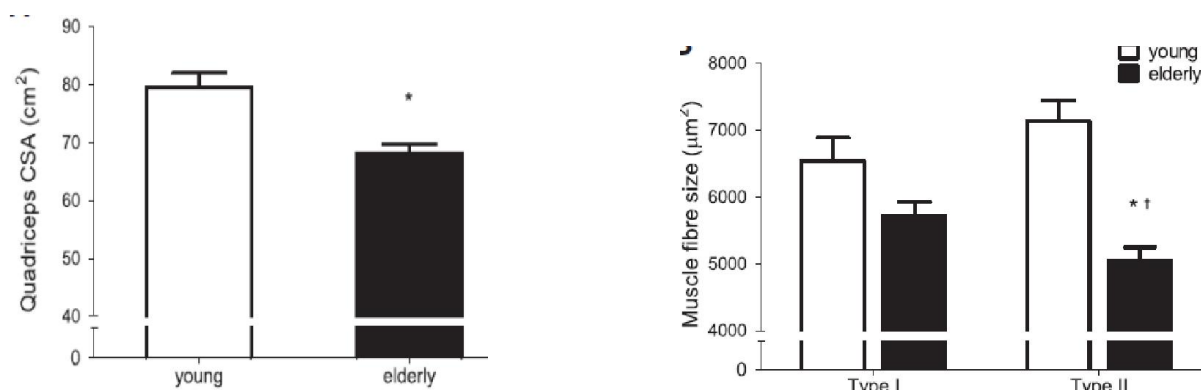 Quadriceps CSA (cm²)
90
80
70
60
50
40
0
*
young
elderly
Muscle fibre size (μm²)
8000
7000
6000
5000
4000
0
young
elderly
* †
Type I
Type II